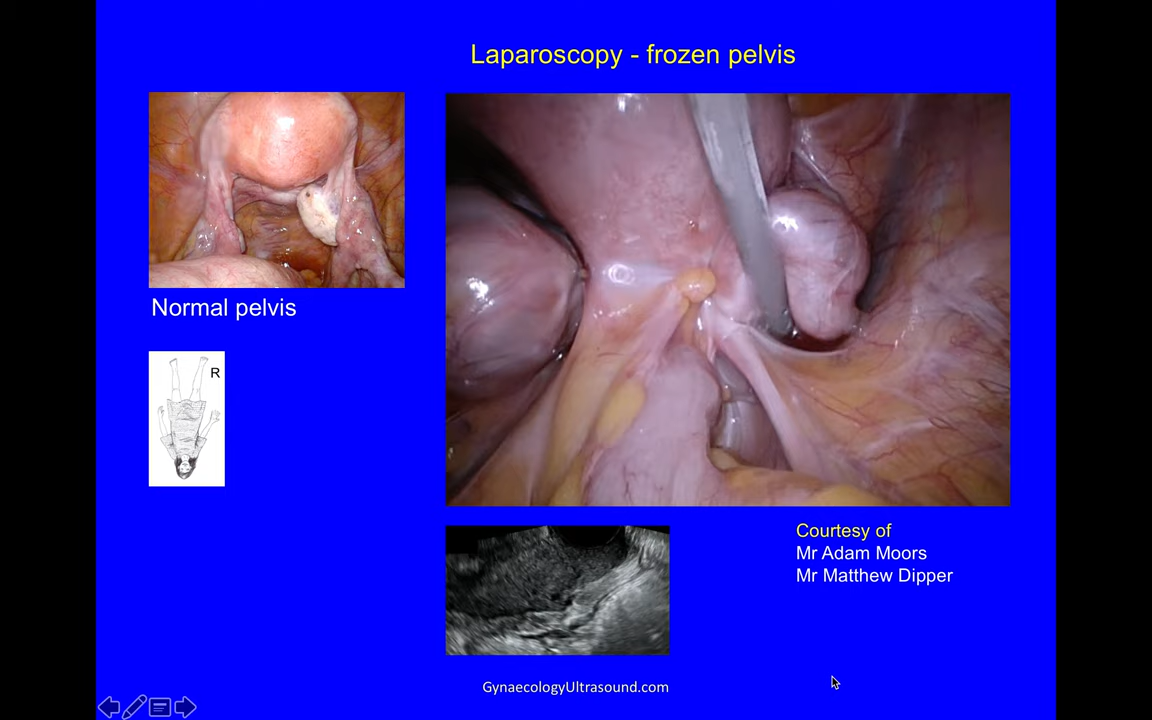 Laparoscopy - frozen pelvis
Normal pelvis
R
Courtesy of
Mr Adam Moors
Mr Matthew Dipper
GynaecologyUltrasound.com